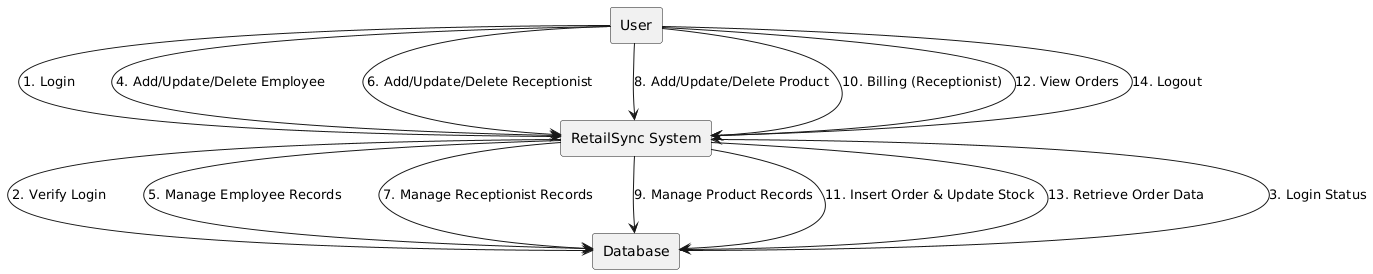 User
1. Login
4. Add/Update/Delete Employee
6. Add/Update/Delete Receptionist
8. Add/Update/Delete Product
10. Billing (Receptionist)
12. View Orders
14. Logout
RetailSync System
2. Verify Login
5. Manage Employee Records
7. Manage Receptionist Records
9. Manage Product Records
11. Insert Order & Update Stock
13. Retrieve Order Data
3. Login Status
Database